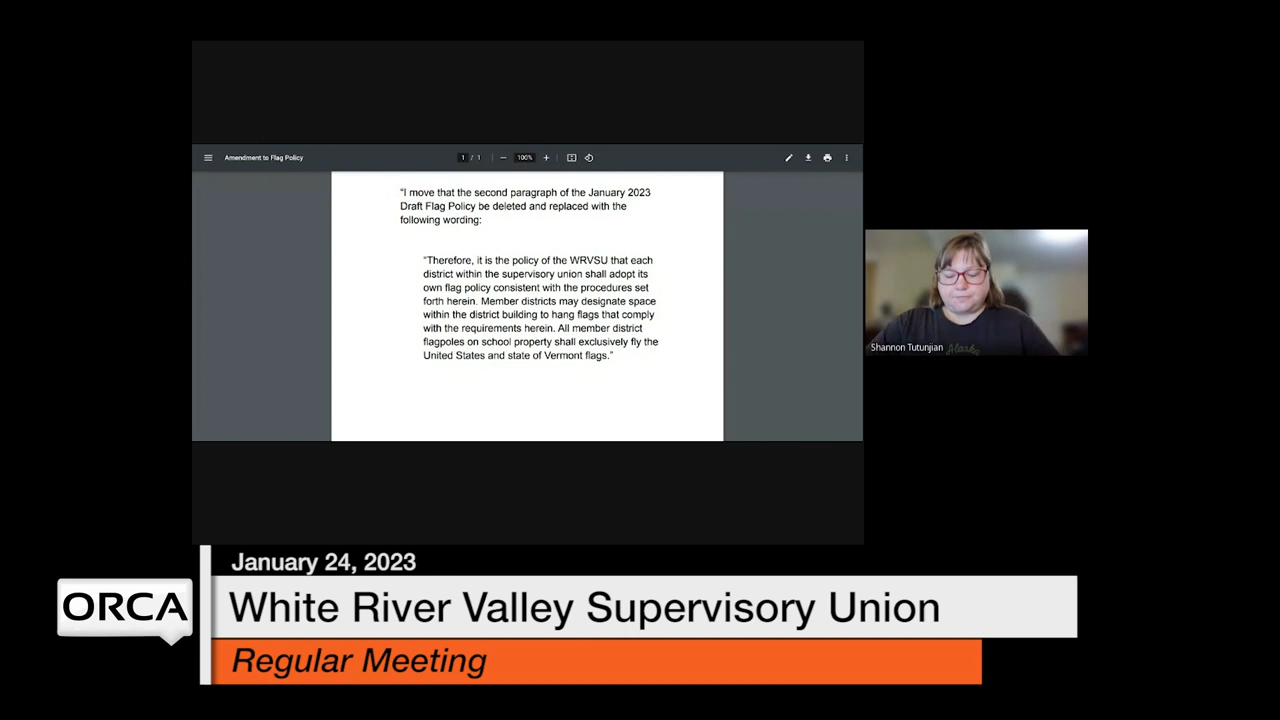 Amendment to Flag Policy
1 / 1
100%
"I move that the second paragraph of the January 2023
Draft Flag Policy be deleted and replaced with the
following wording:
"Therefore, it is the policy of the WRVSU that each
district within the supervisory union shall adopt its
own flag policy consistent with the procedures set
forth herein. Member districts may designate space
within the district building to hang flags that comply
with the requirements herein. All member district
flagpoles on school property shall exclusively fly the
United States and state of Vermont flags."
Alaska
Shannon Tutunjian
January 24, 2023
ORCA
White River Valley Supervisory Union
Regular Meeting